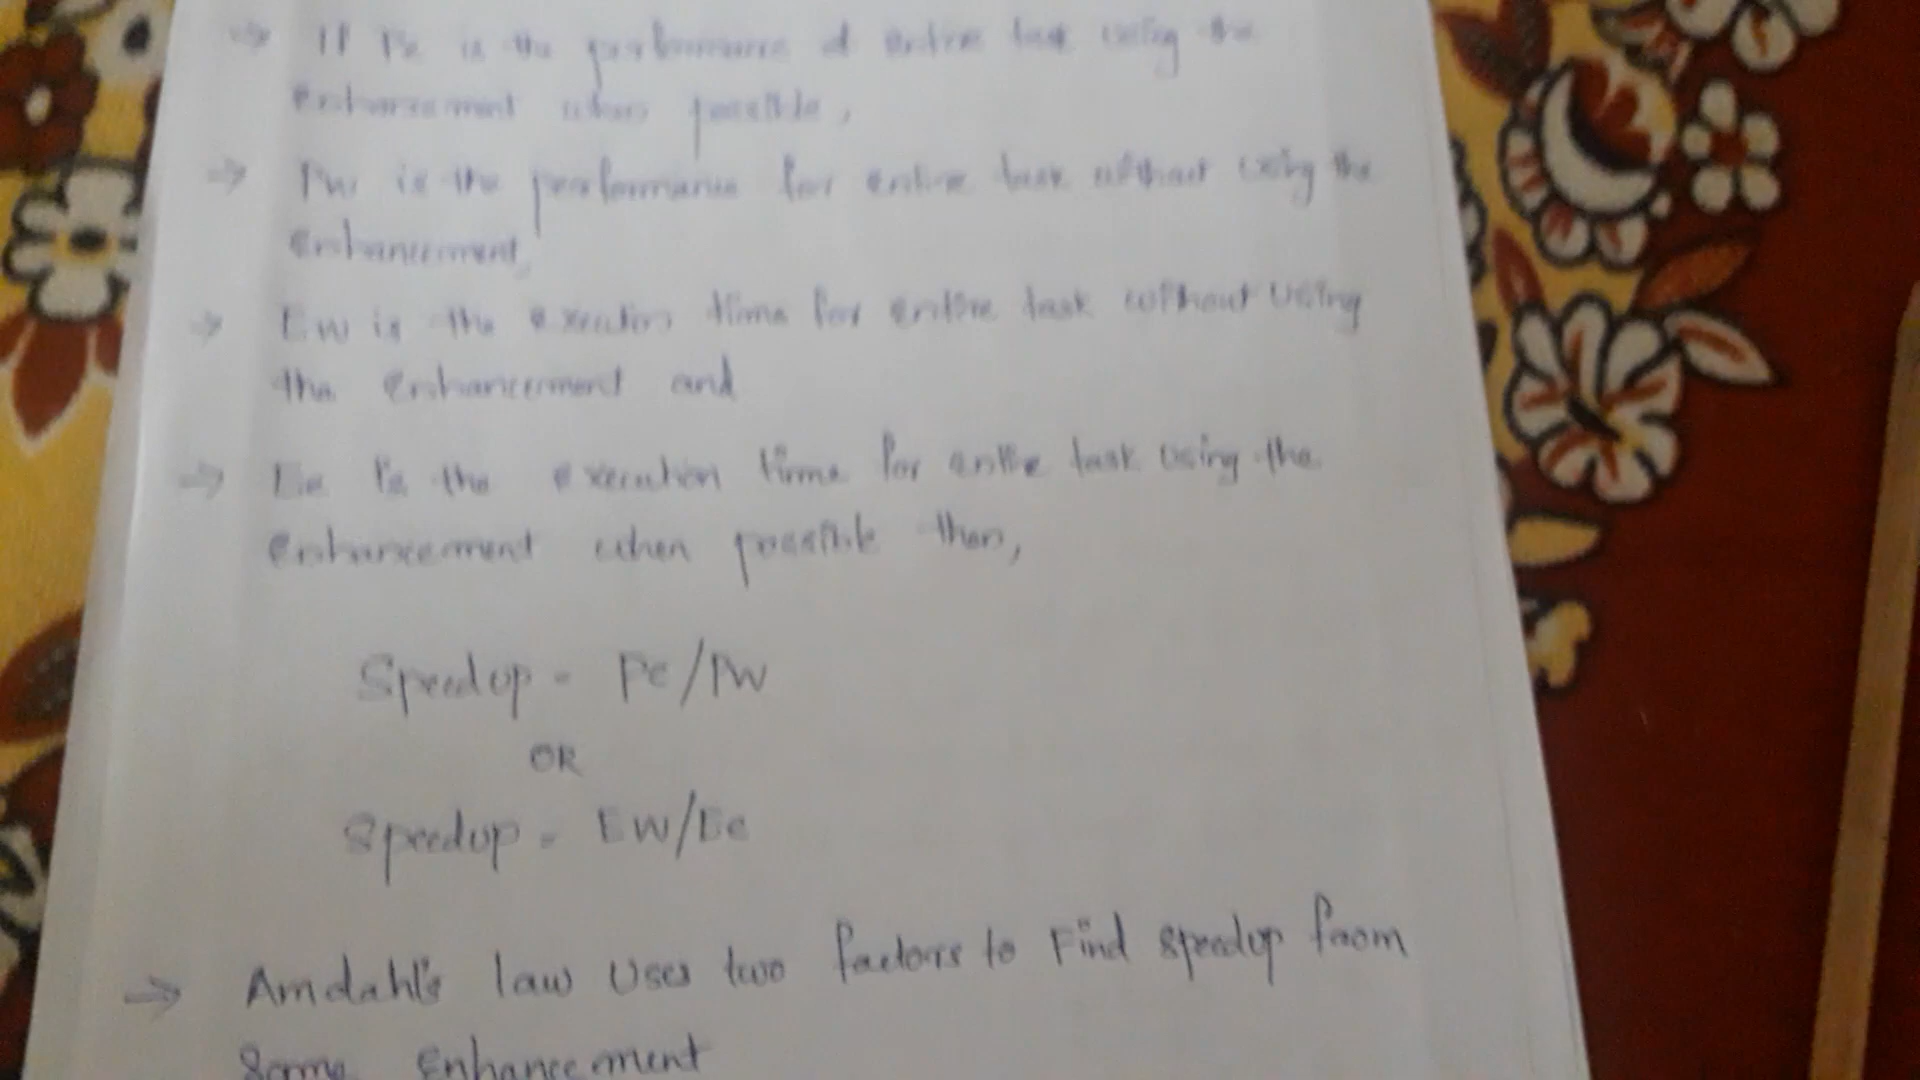 ⇒ If Pe is the performance of entire task using the
enhancement when possible,
⇒ Pw is the performance for entire task without using the
enhancement,
⇒ Ew is the execution time for entire task without using
the enhancement and
⇒ Ee is the execution time for entire task using the
enhancement when possible then,
Speedup = Pe/Pw
OR
Speedup = Ew/Ee
⇒ Amdahl's law Uses two factors to Find speedup from
Some Enhancement